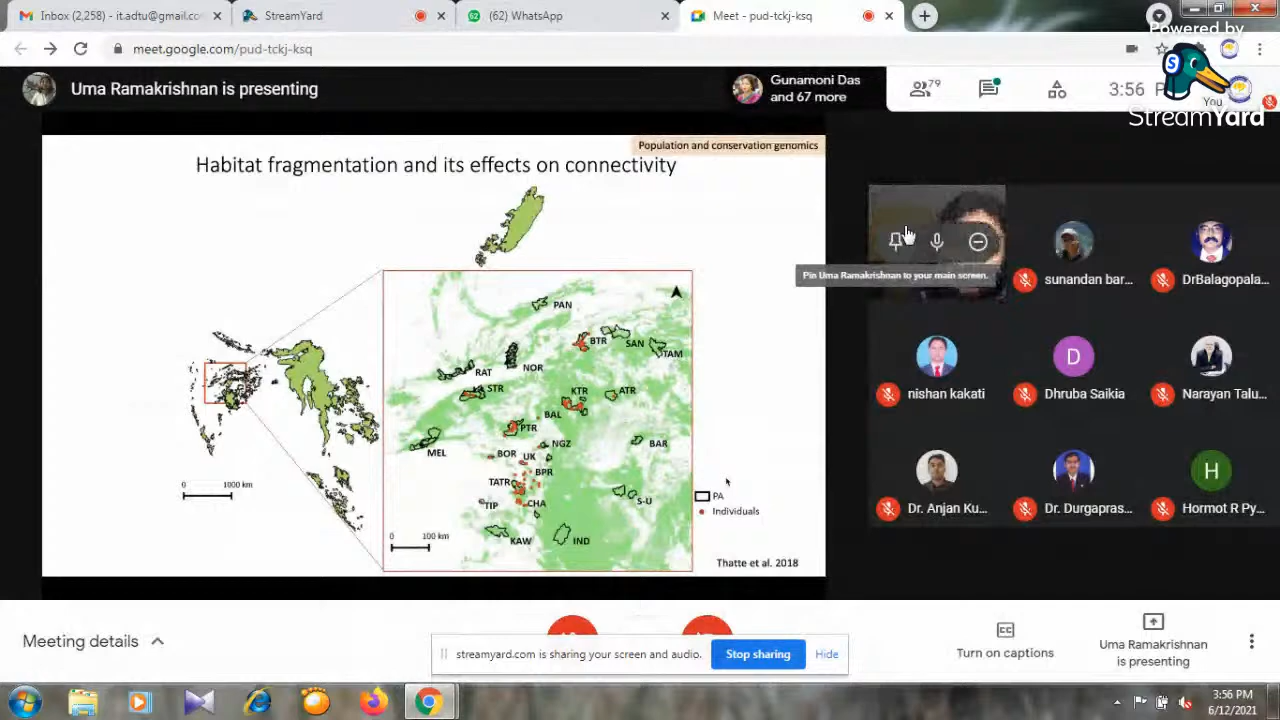 Inbox (2,258) - it.adtu@gmail.co
StreamYard
(62) WhatsApp
Meet - pud-tckj-ksq
meet.google.com/pud-tckj-ksq
Powered by
StreamYard
Uma Ramakrishnan is presenting
Gunamoni Das
and 67 more
79
3:56 P
You
Population and conservation genomics
Habitat fragmentation and its effects on connectivity
PAN
BTR
SAN
TAM
RAT
NOR
STR
KTR
ATR
BAL
PTR
MEL
NGZ
BAR
BOR
UK
BPR
TATR
S-U
TIP
CHA
KAW
IND
0 1000 km
0 100 km
PA
Individuals
Thatte et al. 2018
Pin Uma Ramakrishnan to your main screen.
sunandan bar...
DrBalagopala...
nishan kakati
D
Dhruba Saikia
Narayan Talu...
Dr. Anjan Ku...
Dr. Durgapras...
H
Hormot R Py...
Meeting details
streamyard.com is sharing your screen and audio.
Stop sharing
Hide
CC
Turn on captions
Uma Ramakrishnan
is presenting
3:56 PM
6/12/2021